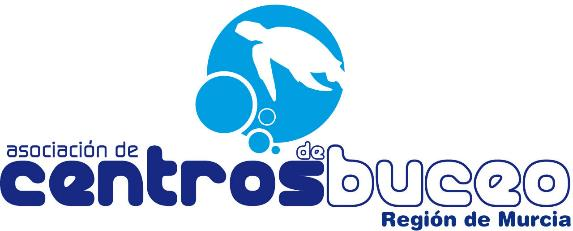 asociación de
centros de buceo
Región de Murcia